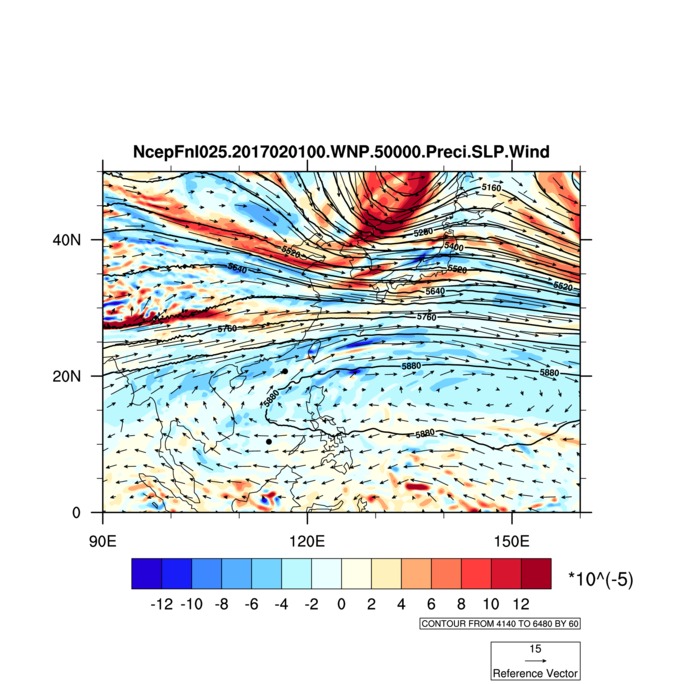 NcepFnl025.2017020100.WNP.50000.Preci.SLP.Wind
5160
5280
5400
5520
5520
5520
5640
5640
5760
5760
5880
5880
5880
5880
40N
20N
0
90E 120E 150E
-12 -10 -8 -6 -4 -2 0 2 4 6 8 10 12
*10^(-5)
CONTOUR FROM 4140 TO 6480 BY 60
15
Reference Vector